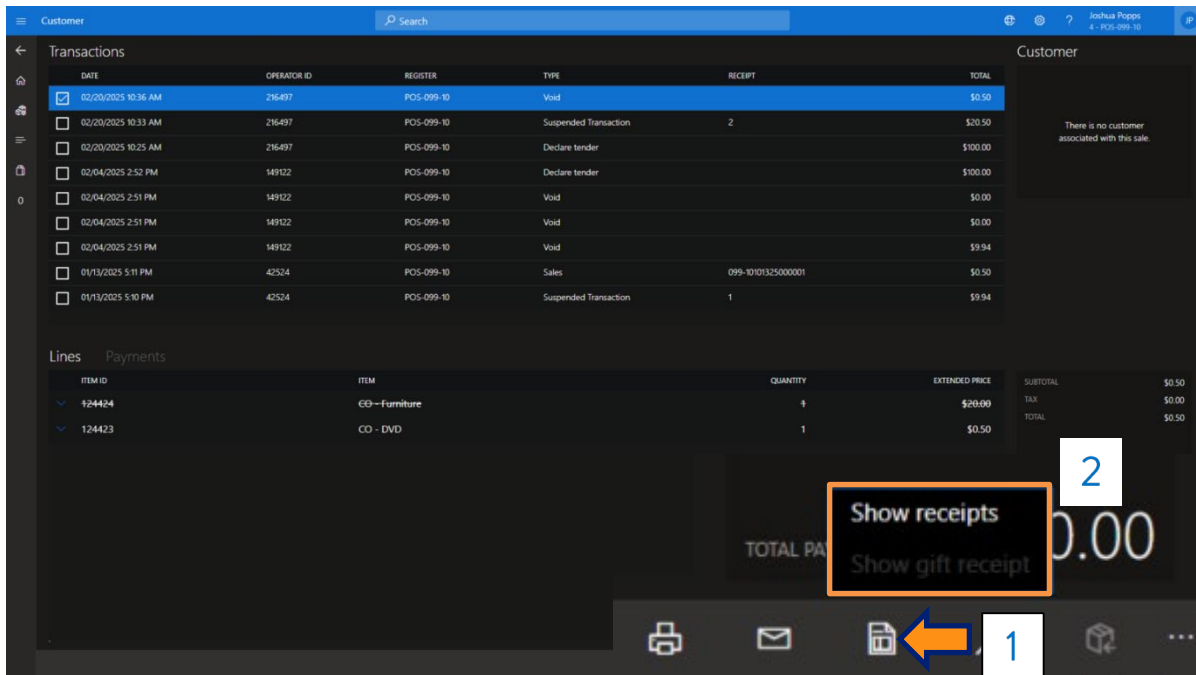 Customer
Search
Joshua Popps
4 - POS-099-10
JP
Transactions
Customer
DATE OPERATOR ID REGISTER TYPE RECEIPT TOTAL
02/20/2025 10:36 AM 216497 POS-099-10 Void $0.50
02/20/2025 10:33 AM 216497 POS-099-10 Suspended Transaction 2 $20.50
There is no customer
associated with this sale.
02/20/2025 10:25 AM 216497 POS-099-10 Declare tender $100.00
02/04/2025 2:52 PM 149122 POS-099-10 Declare tender $100.00
0
02/04/2025 2:51 PM 149122 POS-099-10 Void $0.00
02/04/2025 2:51 PM 149122 POS-099-10 Void $0.00
02/04/2025 2:51 PM 149122 POS-099-10 Void $9.94
01/13/2025 5:11 PM 42524 POS-099-10 Sales 099-10101325000001 $0.50
01/13/2025 5:10 PM 42524 POS-099-10 Suspended Transaction 1 $9.94
Lines Payments
ITEM ID ITEM QUANTITY EXTENDED PRICE
124424 CO - Furniture 1 $20.00
124423 CO - DVD 1 $0.50
SUBTOTAL $0.50
TAX $0.00
TOTAL $0.50
2
Show receipts
TOTAL PA
0.00
Show gift receipt
1